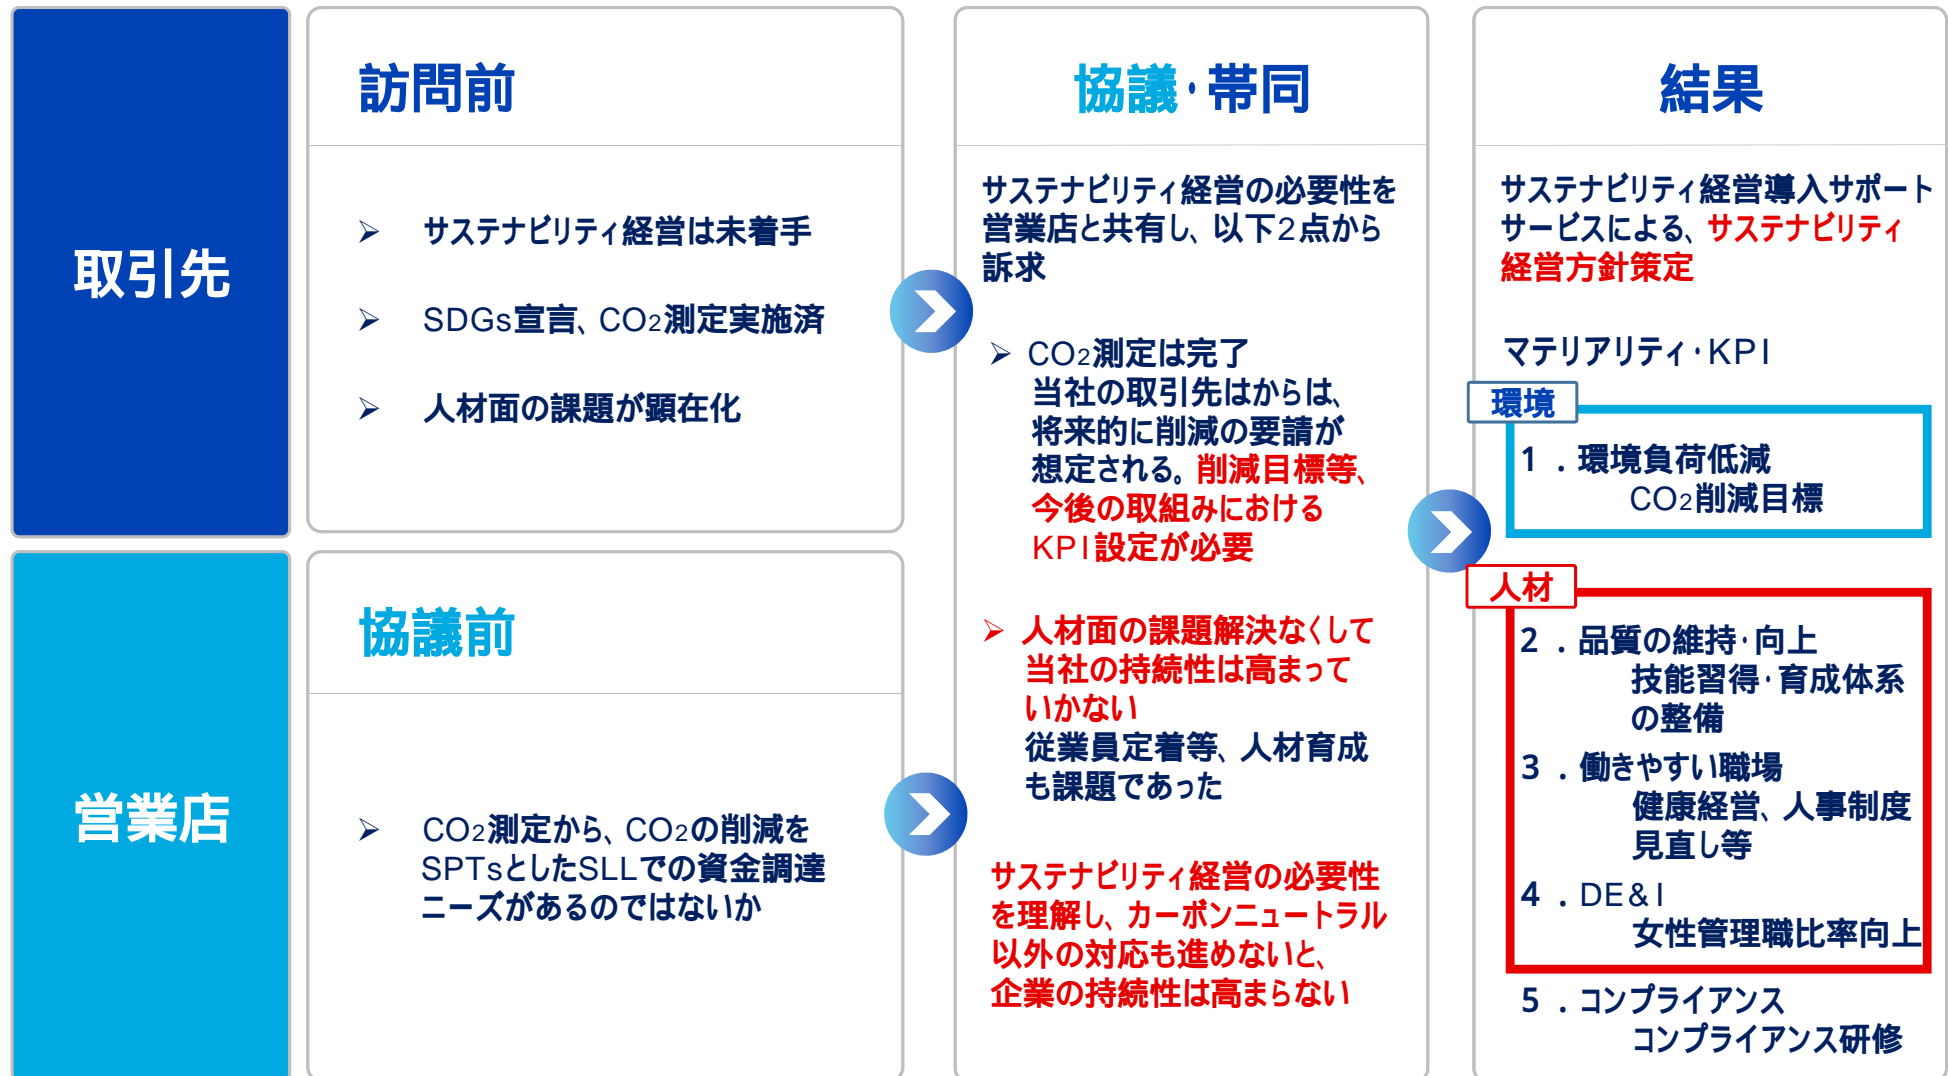 取引先
訪問前
➢ サステナビリティ経営は未着手
➢ SDGs宣言、CO2測定実施済
➢ 人材面の課題が顕在化
営業店
協議前
➢ CO2測定から、CO2の削減を
SPTsとしたSLLでの資金調達
ニーズがあるのではないか
協議・帯同
サステナビリティ経営の必要性を
営業店と共有し、以下2点から
訴求
➢ CO2測定は完了
当社の取引先はからは、
将来的に削減の要請が
想定される。削減目標等、
今後の取組みにおける
KPI設定が必要
➢ 人材面の課題解決なくして
当社の持続性は高まって
いかない
従業員定着等、人材育成
も課題であった
サステナビリティ経営の必要性
を理解し、カーボンニュートラル
以外の対応も進めないと、
企業の持続性は高まらない
結果
サステナビリティ経営導入サポート
サービスによる、サステナビリティ
経営方針策定
マテリアリティ・KPI
環境
1．環境負荷低減
CO2削減目標
人材
2．品質の維持・向上
技能習得・育成体系
の整備
3．働きやすい職場
健康経営、人事制度
見直し等
4．DE&I
女性管理職比率向上
5．コンプライアンス
コンプライアンス研修